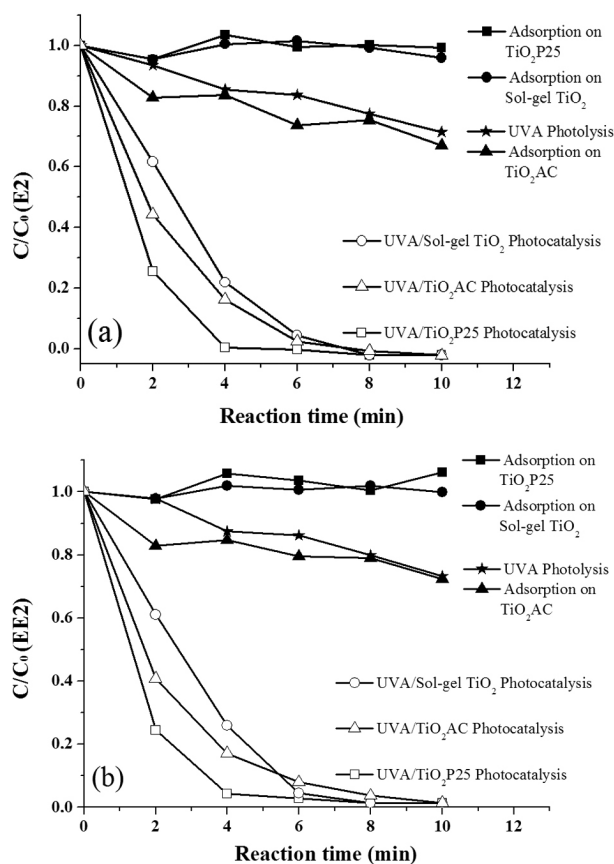 (a)
C/C₀ (E2)
1.0
0.8
0.6
0.4
0.2
0.0
0 2 4 6 8 10 12
Reaction time (min)
Adsorption on
TiO₂P25
Adsorption on
Sol-gel TiO₂
UVA Photolysis
Adsorption on
TiO₂AC
UVA/Sol-gel TiO₂ Photocatalysis
UVA/TiO₂AC Photocatalysis
UVA/TiO₂P25 Photocatalysis
(b)
C/C₀ (EE2)
1.0
0.8
0.6
0.4
0.2
0.0
0 2 4 6 8 10 12
Reaction time (min)
Adsorption on
TiO₂P25
Adsorption on
Sol-gel TiO₂
UVA Photolysis
Adsorption on
TiO₂AC
UVA/Sol-gel TiO₂ Photocatalysis
UVA/TiO₂AC Photocatalysis
UVA/TiO₂P25 Photocatalysis